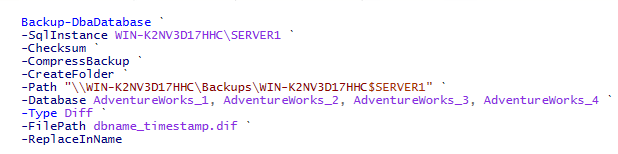 Backup-DbaDatabase `
-SqlInstance WIN-K2NV3D17HHC\SERVER1 `
-Checksum `
-CompressBackup `
-CreateFolder `
-Path "\\WIN-K2NV3D17HHC\Backups\WIN-K2NV3D17HHC$SERVER1" `
-Database AdventureWorks_1, AdventureWorks_2, AdventureWorks_3, AdventureWorks_4 `
-Type Diff `
-FilePath dbname_timestamp.dif `
-ReplaceInName